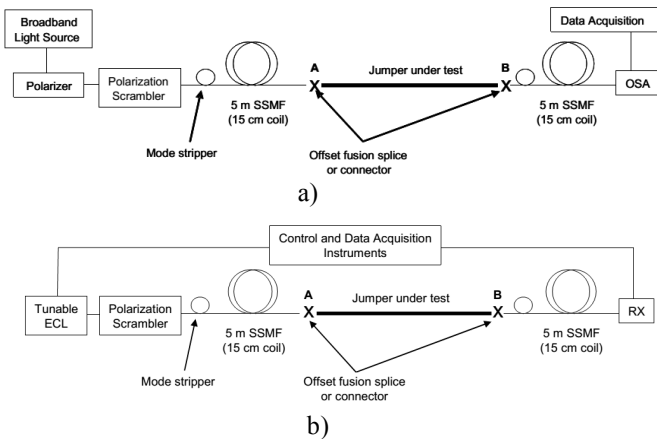 Broadband
Light Source
Data Acquisition
Polarizer
Polarization
Scrambler
A
Jumper under test
B
OSA
5 m SSMF
(15 cm coil)
5 m SSMF
(15 cm coil)
Mode stripper
Offset fusion splice
or connector
a)
Control and Data Acquisition
Instruments
Tunable
ECL
Polarization
Scrambler
A
Jumper under test
B
RX
5 m SSMF
(15 cm coil)
5 m SSMF
(15 cm coil)
Mode stripper
Offset fusion splice
or connector
b)